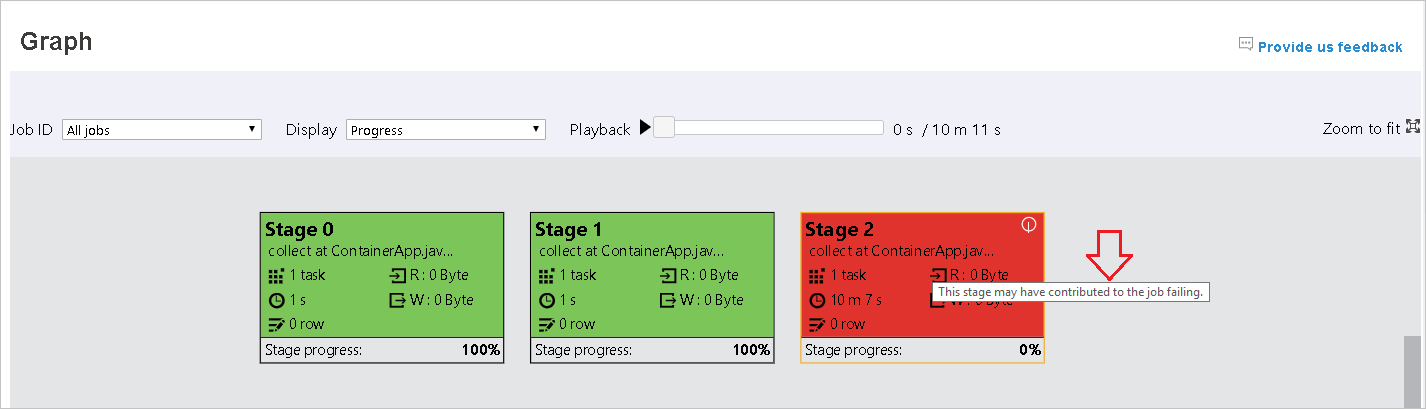 Graph
Provide us feedback
Job ID All jobs Display Progress Playback 0 s / 10 m 11 s Zoom to fit
Stage 0
collect at ContainerApp.jav...
1 task R : 0 Byte
1 s W : 0 Byte
0 row
Stage progress: 100%
Stage 1
collect at ContainerApp.jav...
1 task R : 0 Byte
1 s W : 0 Byte
0 row
Stage progress: 100%
Stage 2
collect at ContainerApp.jav...
1 task R : 0 Byte
10 m 7 s
This stage may have contributed to the job failing.
0 row
Stage progress: 0%